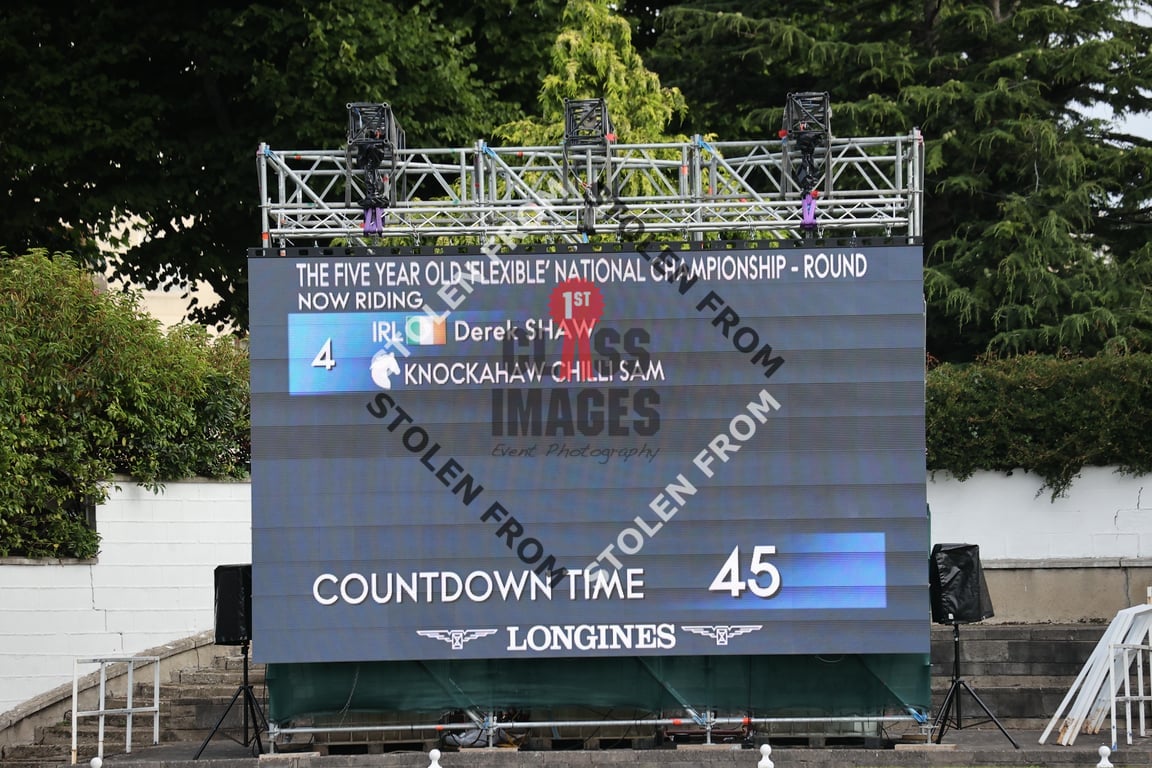 THE FIVE YEAR OLD 'FLEXIBLE' NATIONAL CHAMPIONSHIP - ROUND
NOW RIDING
4 IRL Derek SHAW
KNOCKAHAW CHILLI SAM
COUNTDOWN TIME 45
LONGINES
1ST
CLASS
IMAGES
Event Photography
STOLEN FROM
STOLEN FROM
STOLEN FROM
STOLEN FROM